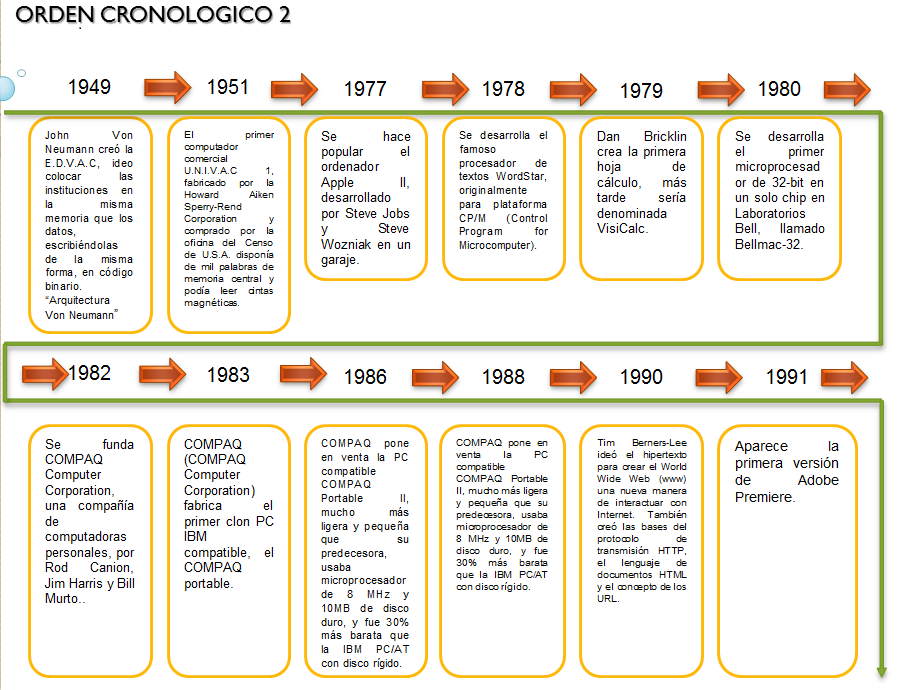 ORDEN CRONOLOGICO 2
1949
1951
1977
1978
1979
1980
John Von
Neumann creó la
E.D.V.A.C, ideo
colocar las
instituciones en
la misma
memoria que los
datos,
escribiéndolas
de la misma
forma, en código
binario.
“Arquitectura
Von Neumann”
El primer
computador
comercial
U.N.I.V.A.C 1,
fabricado por la
Howard Aiken
Sperry-Rend
Corporation y
comprado por la
oficina del Censo
de U.S.A. disponía
de mil palabras de
memoria central y
podía leer cintas
magnéticas.
Se hace
popular el
ordenador
Apple II,
desarrollado
por Steve Jobs
y Steve
Wozniak en un
garaje.
Se desarrolla el
famoso
procesador de
textos WordStar,
originalmente
para plataforma
CP/M (Control
Program for
Microcomputer).
Dan Bricklin
crea la primera
hoja de
cálculo, más
tarde sería
denominada
VisiCalc.
Se desarrolla
el primer
microprocesad
or de 32-bit en
un solo chip en
Laboratorios
Bell, llamado
Bellmac-32.
1982
1983
1986
1988
1990
1991
Se funda
COMPAQ
Computer
Corporation,
una compañía
de
computadoras
personales, por
Rod Canion,
Jim Harris y Bill
Murto..
COMPAQ
(COMPAQ
Computer
Corporation)
fabrica el
primer clon PC
IBM
compatible, el
COMPAQ
portable.
COMPAQ pone
en venta la PC
compatible
COMPAQ
Portable II,
mucho más
ligera y pequeña
que su
predecesora,
usaba
microprocesador
de 8 MHz y
10MB de disco
duro, y fue 30%
más barata que
la IBM PC/AT
con disco rígido.
COMPAQ pone en
venta la PC
compatible
COMPAQ Portable
II, mucho más ligera
y pequeña que su
predecesora, usaba
microprocesador de
8 MHz y 10MB de
disco duro, y fue
30% más barata
que la IBM PC/AT
con disco rígido.
Tim Berners-Lee
ideó el hipertexto
para crear el World
Wide Web (www)
una nueva manera
de interactuar con
Internet. También
creó las bases del
protocolo de
transmisión HTTP,
el lenguaje de
documentos HTML
y el concepto de los
URL.
Aparece la
primera versión
de Adobe
Premiere.